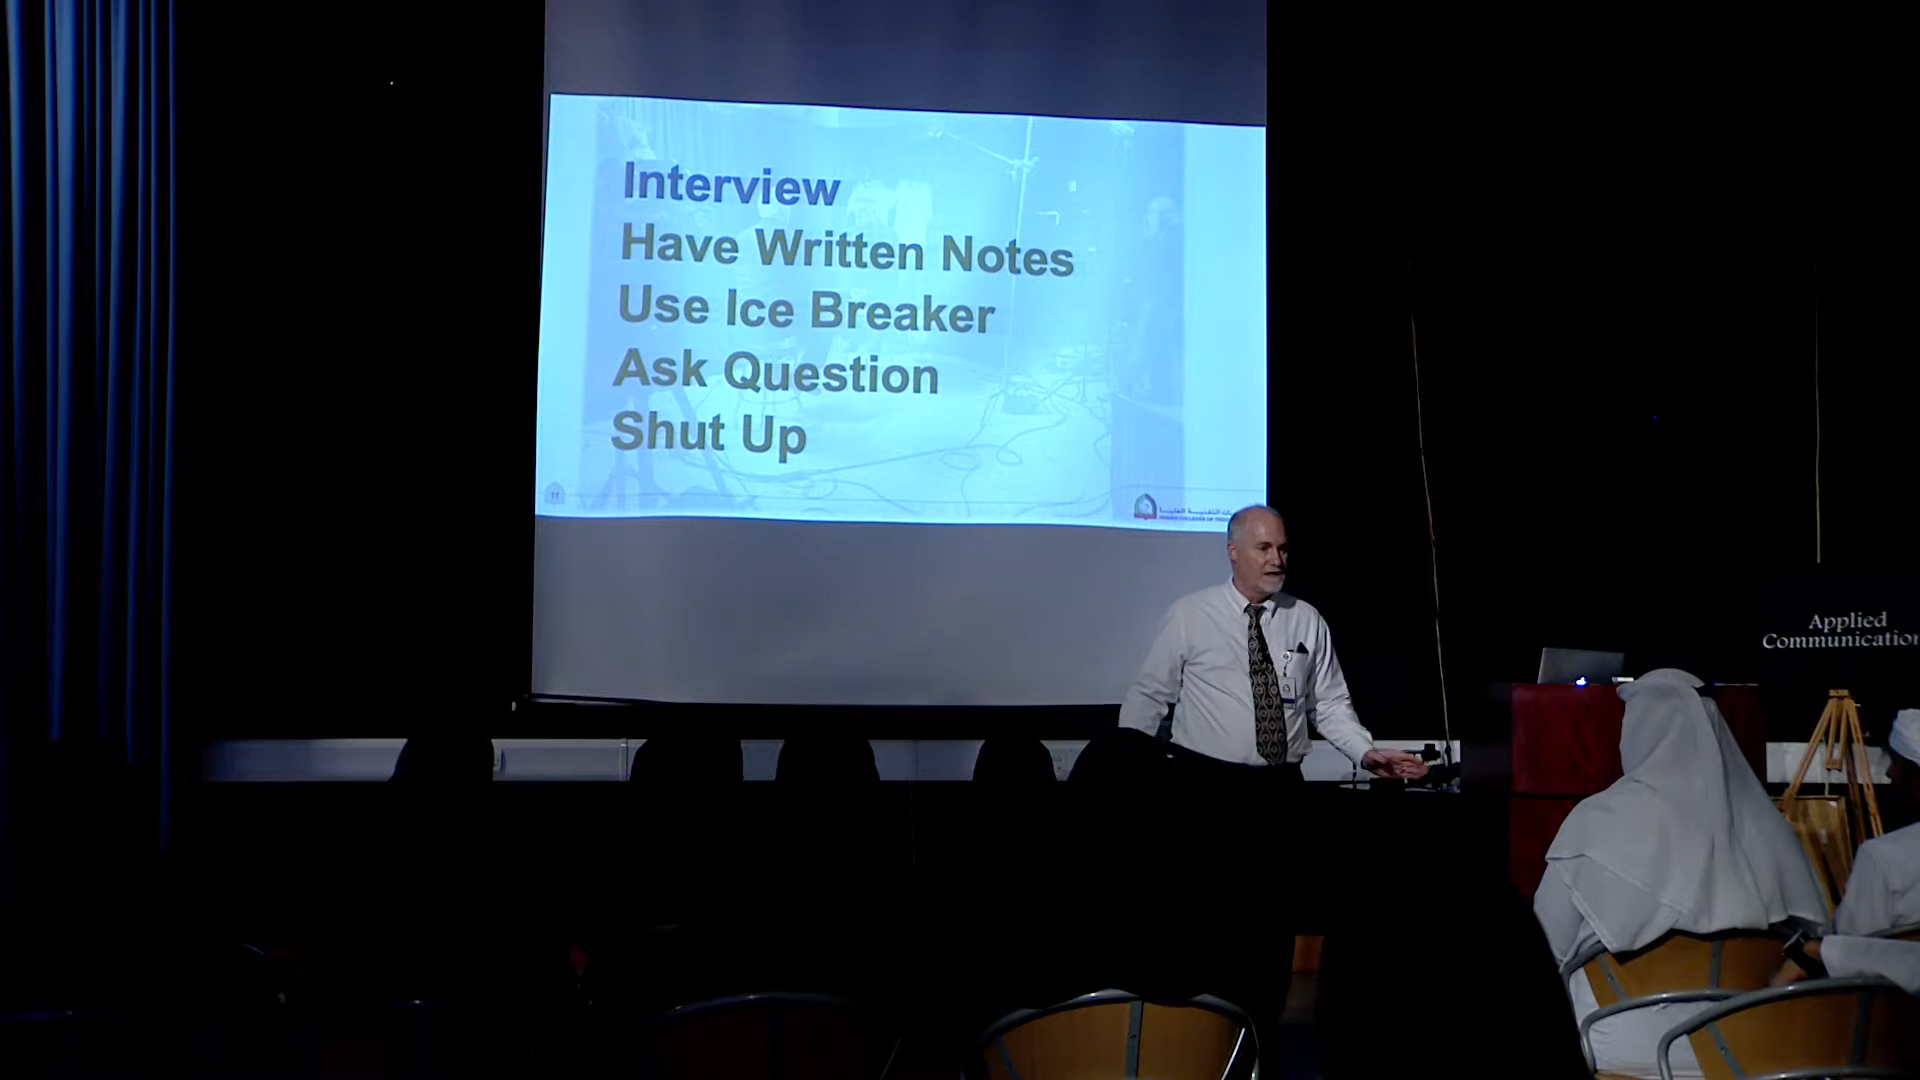 Interview
Have Written Notes
Use Ice Breaker
Ask Question
Shut Up
Applied
Communication